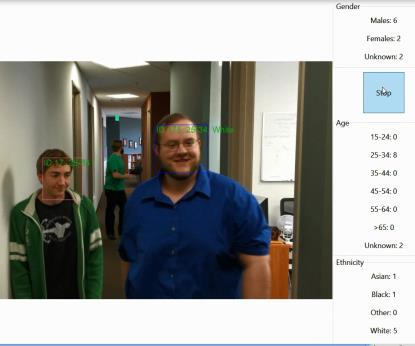 Gender
Males: 6
Females: 2
Unknown: 2
Stop
Age
15-24: 0
25-34: 8
35-44: 0
45-54: 0
55-64: 0
>65: 0
Unknown: 2
Ethnicity
Asian: 1
Black: 1
Other: 0
White: 5
White